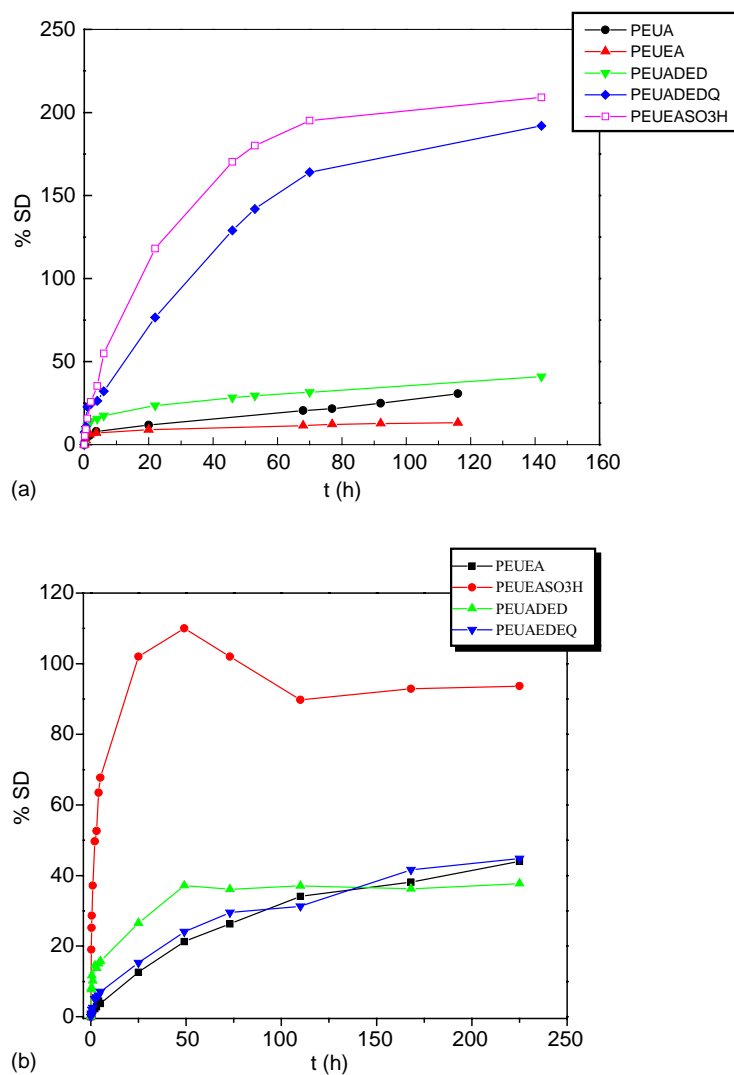 250
200
150
100
50
0
% SD
0 20 40 60 80 100 120 140 160
t (h)
(a)
PEUA
PEUEA
PEUADED
PEUADEDQ
PEUEASO3H
120
100
80
60
40
20
0
% SD
0 50 100 150 200 250
t (h)
(b)
PEUEA
PEUEASO3H
PEUADED
PEUAEDEQ